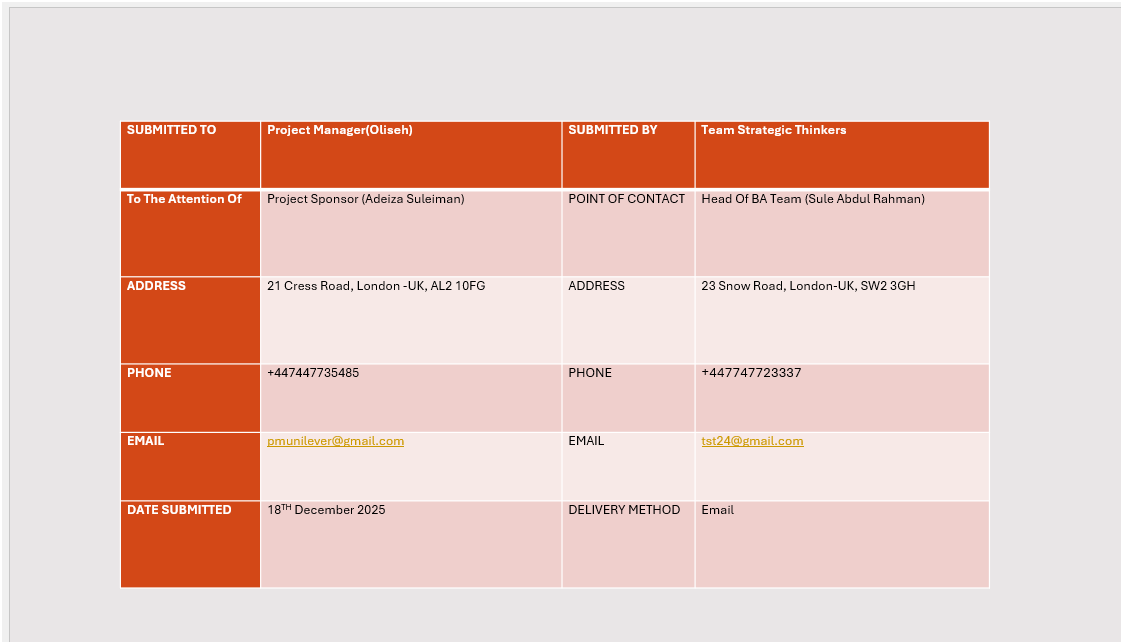 SUBMITTED TO Project Manager(Oliseh) SUBMITTED BY Team Strategic Thinkers
To The Attention Of Project Sponsor (Adeiza Suleiman) POINT OF CONTACT Head Of BA Team (Sule Abdul Rahman)
ADDRESS 21 Cress Road, London -UK, AL2 10FG ADDRESS 23 Snow Road, London-UK, SW2 3GH
PHONE +447447735485 PHONE +447747723337
EMAIL pmunilever@gmail.com EMAIL tst24@gmail.com
DATE SUBMITTED 18TH December 2025 DELIVERY METHOD Email